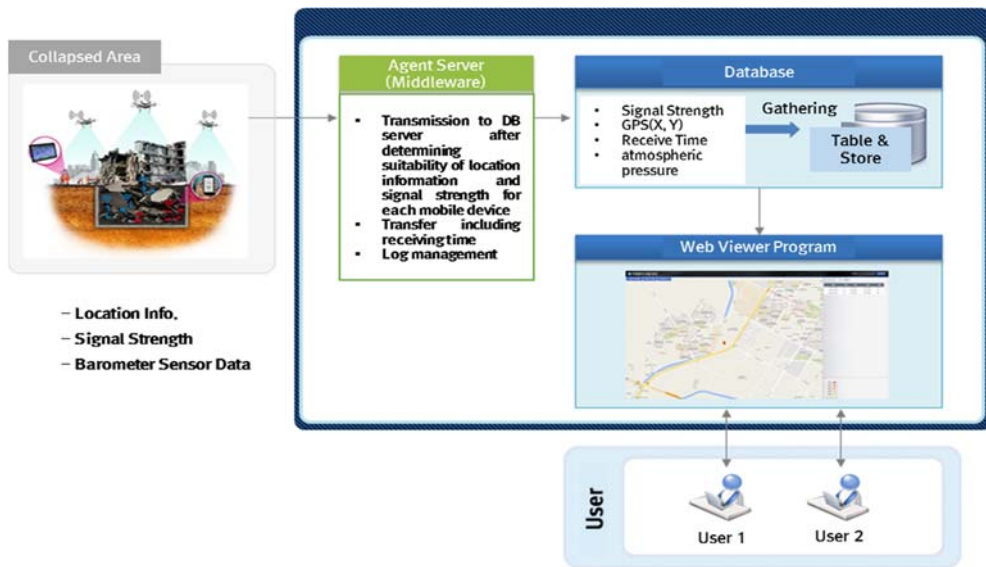 Collapsed Area
– Location Info.
– Signal Strength
– Barometer Sensor Data
Agent Server
(Middleware)
▪ Transmission to DB
server after
determining
suitability of location
information and
signal strength for
each mobile device
▪ Transfer including
receiving time
▪ Log management
Database
• Signal Strength
• GPS(X, Y)
• Receive Time
• atmospheric
pressure
Gathering
Table &
Store
Web Viewer Program
User
User 1
User 2